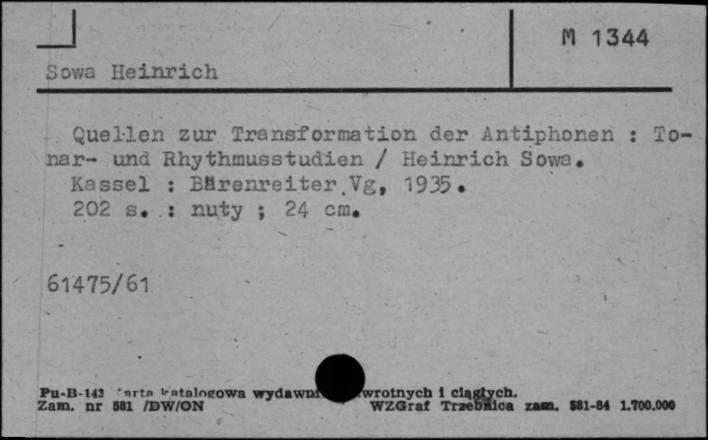 M 1344
Sowa Heinrich
Quellen zur Transformation der Antiphonen : To-
nar- und Rhythmusstudien / Heinrich Sowa.
Kassel : Bärenreiter Vg, 1935.
202 s. : nuty ; 24 cm.
61475/61
Pu-B-143 Karta katalogowa wrotnych i ciągłych.
Zam. nr 581 /DW/ON WZGraf Trzebnica zam. 581-84 1.700.000